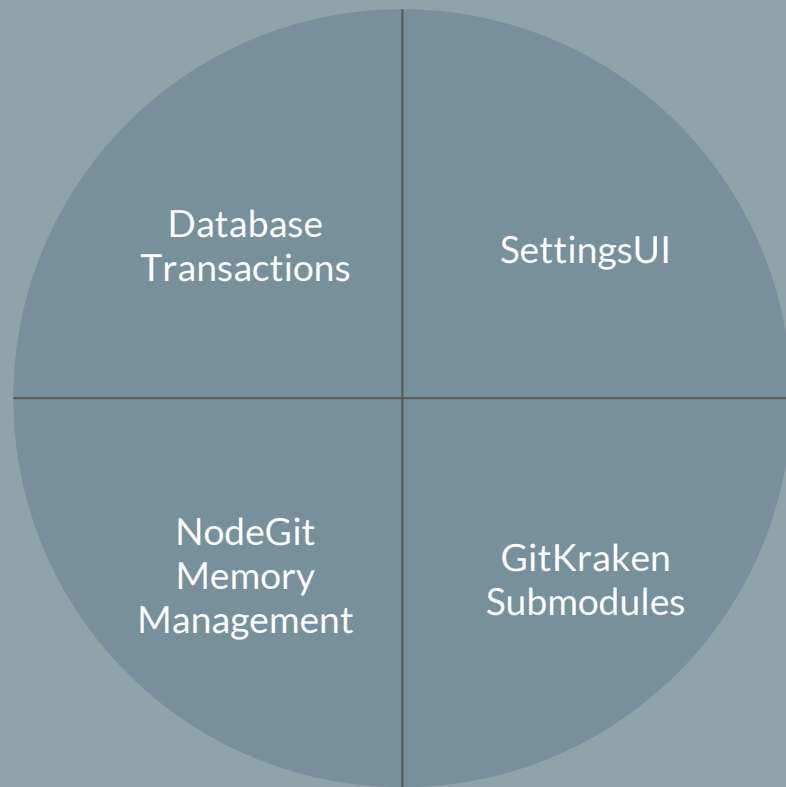 Database
Transactions
SettingsUI
NodeGit
Memory
Management
GitKraken
Submodules